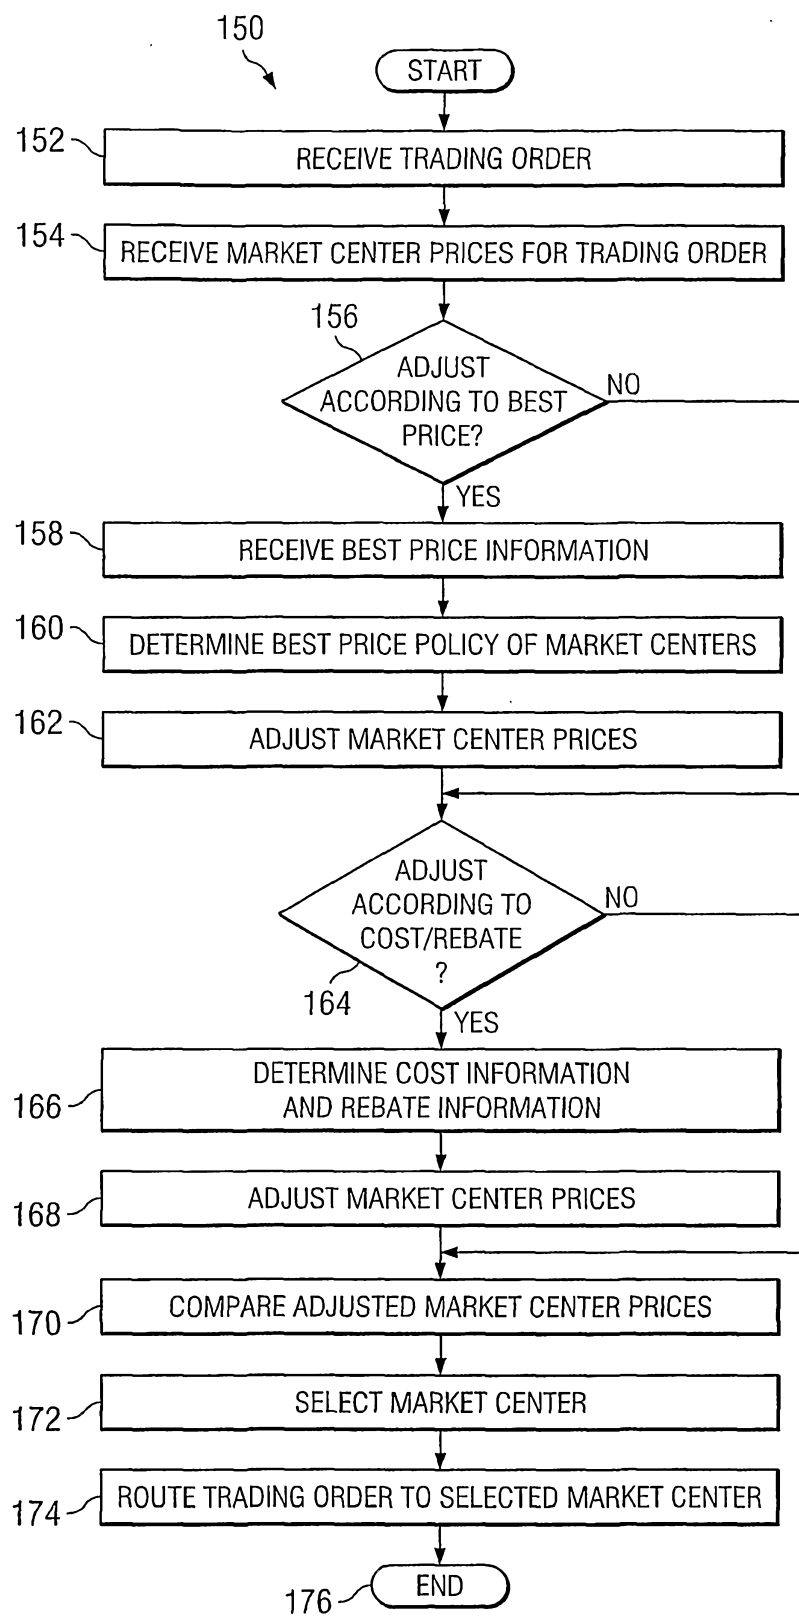 150
START
152
RECEIVE TRADING ORDER
154
RECEIVE MARKET CENTER PRICES FOR TRADING ORDER
156
ADJUST
ACCORDING TO BEST
PRICE?
NO
YES
158
RECEIVE BEST PRICE INFORMATION
160
DETERMINE BEST PRICE POLICY OF MARKET CENTERS
162
ADJUST MARKET CENTER PRICES
ADJUST
ACCORDING TO
COST/REBATE
?
NO
164
YES
166
DETERMINE COST INFORMATION
AND REBATE INFORMATION
168
ADJUST MARKET CENTER PRICES
170
COMPARE ADJUSTED MARKET CENTER PRICES
172
SELECT MARKET CENTER
174
ROUTE TRADING ORDER TO SELECTED MARKET CENTER
176
END